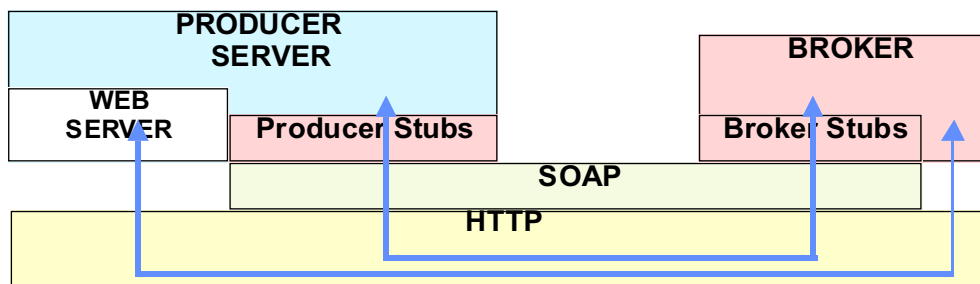 PRODUCER
SERVER
BROKER
WEB
SERVER
Producer Stubs
Broker Stubs
SOAP
HTTP